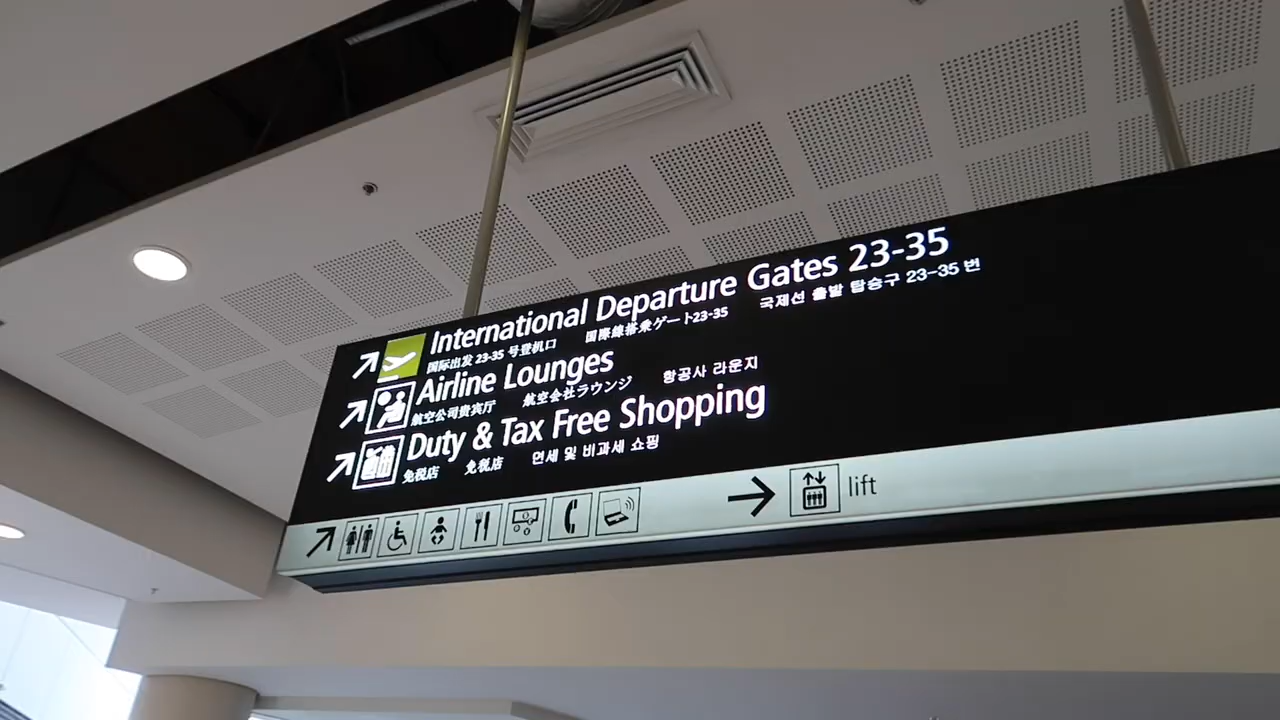 International Departure Gates 23-35
国际出发 23-35 号登机口 国際線搭乗ゲート23-35 국제선 출발 탑승구 23-35 번
Airline Lounges
航空公司贵宾厅 航空会社ラウンジ 항공사 라운지
Duty & Tax Free Shopping
免税店 免税店 면세 및 비과세 쇼핑
lift